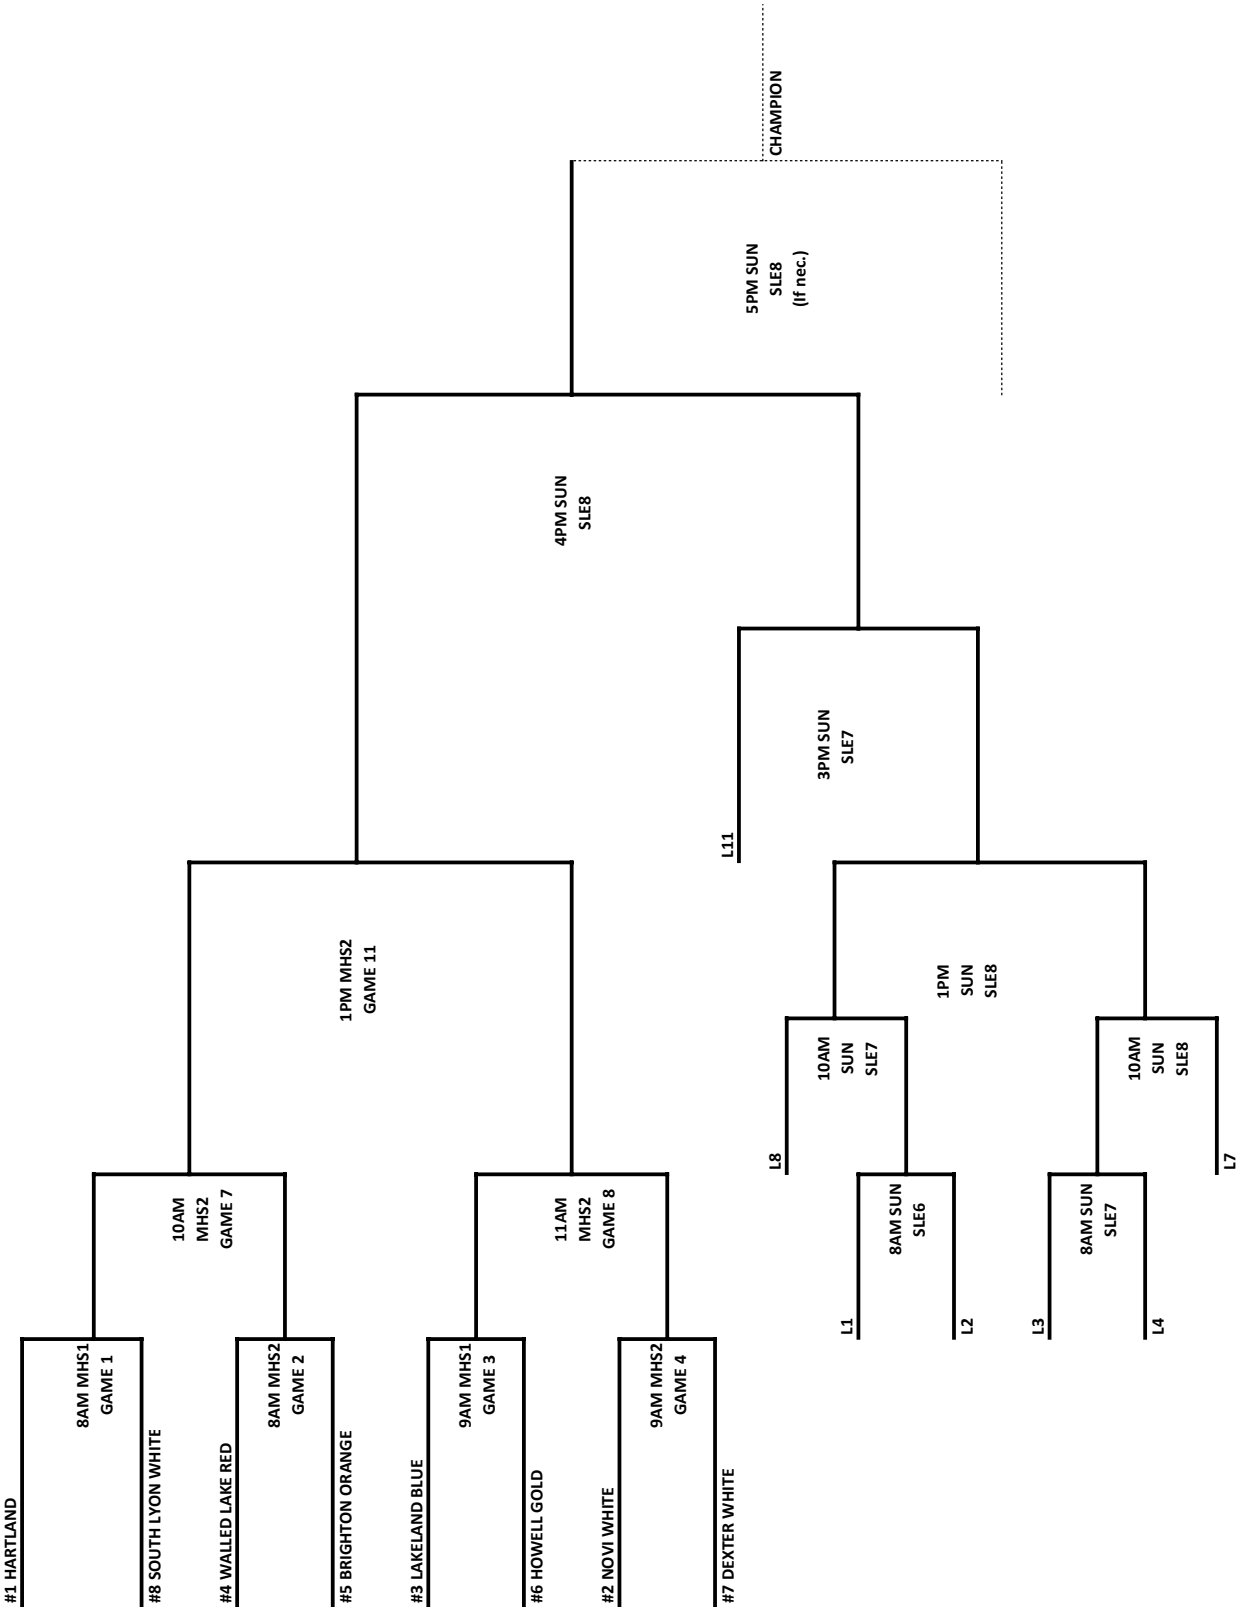 #1 HARTLAND
8AM MHS1
GAME 1
#8 SOUTH LYON WHITE
10AM
MHS2
GAME 7
#4 WALLED LAKE RED
8AM MHS2
GAME 2
#5 BRIGHTON ORANGE
1PM MHS2
GAME 11
#3 LAKELAND BLUE
9AM MHS1
GAME 3
#6 HOWELL GOLD
11AM
MHS2
GAME 8
#2 NOVI WHITE
9AM MHS2
GAME 4
#7 DEXTER WHITE
4PM SUN
SLE8
5PM SUN
SLE8
(If nec.)
CHAMPION
L11
3PM SUN
SLE7
L8
10AM
SUN
SLE7
L1
8AM SUN
SLE6
L2
1PM
SUN
SLE8
L3
8AM SUN
SLE7
L4
10AM
SUN
SLE8
L7